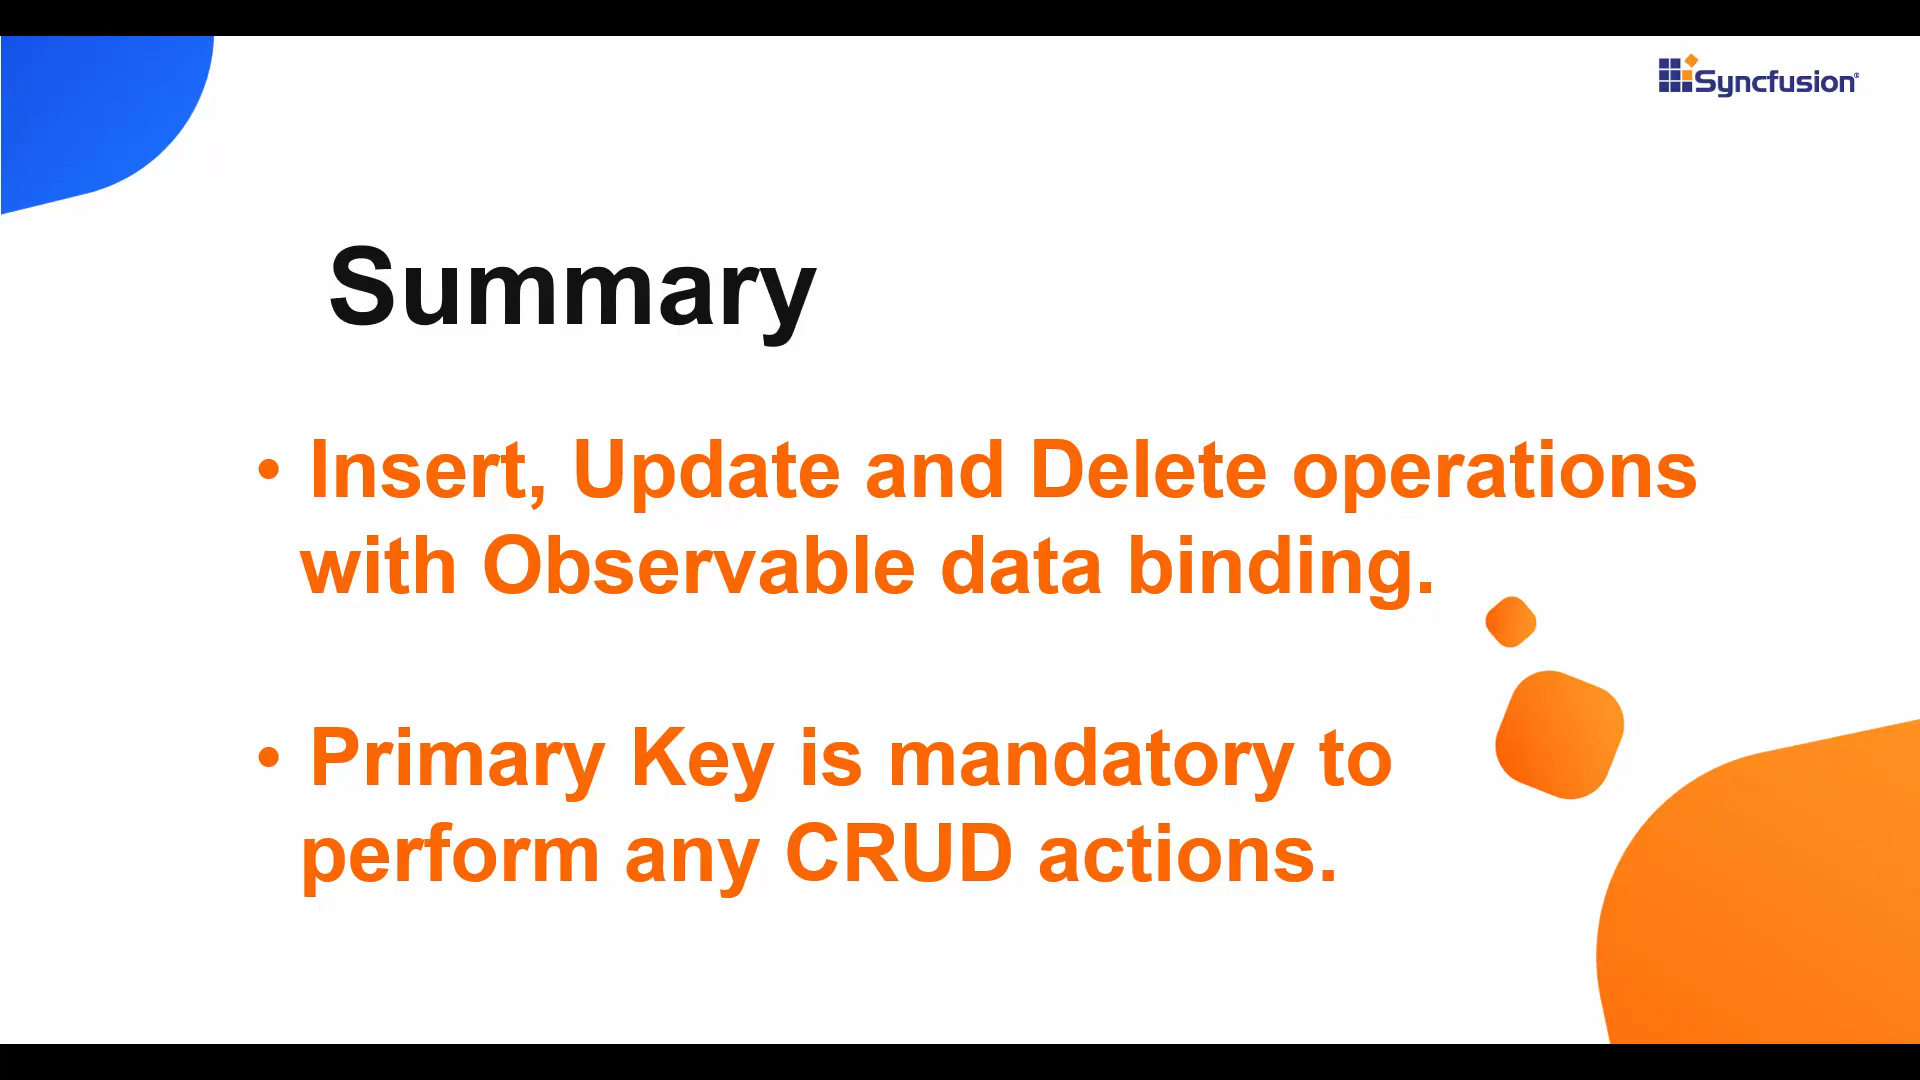 Syncfusion®
Summary
• Insert, Update and Delete operations
with Observable data binding.
• Primary Key is mandatory to
perform any CRUD actions.